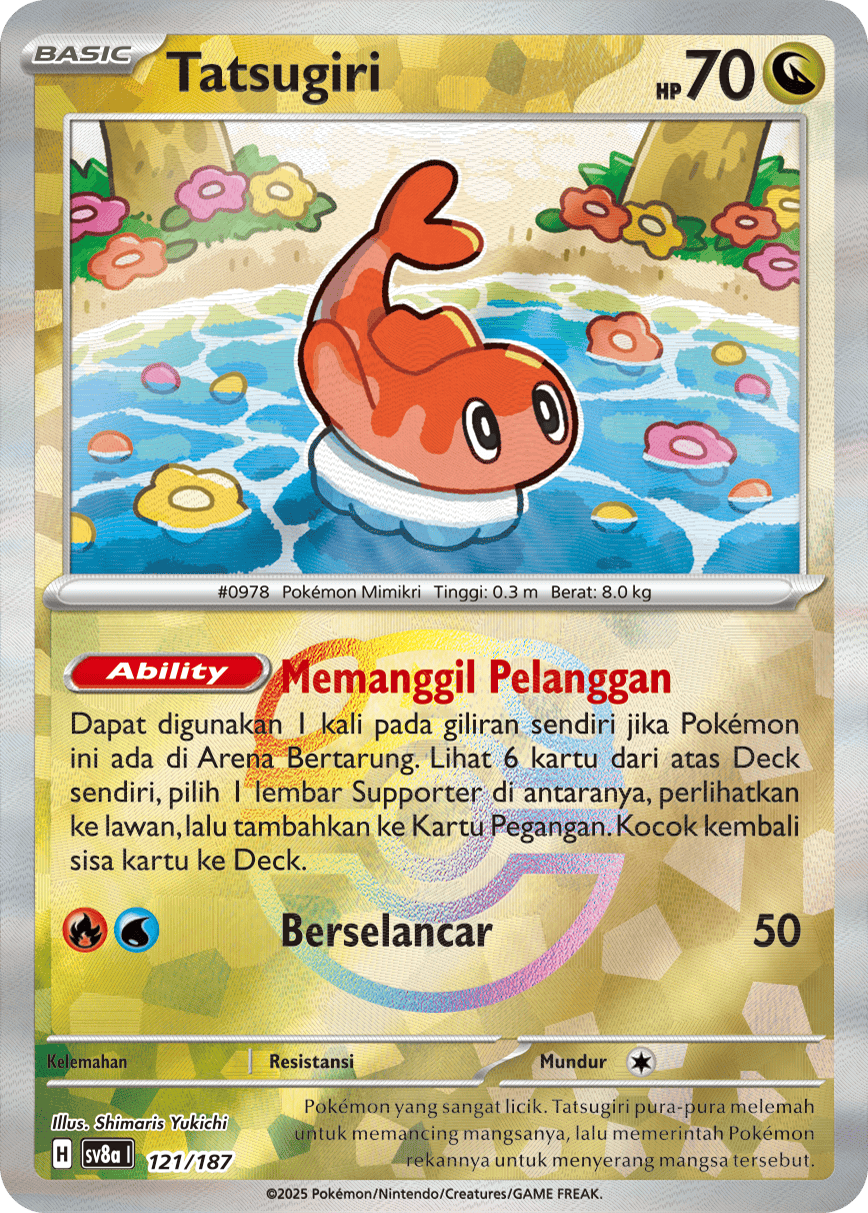 BASIC
Tatsugiri
HP 70
#0978 Pokémon Mimikri Tinggi: 0.3 m Berat: 8.0 kg
Ability Memanggil Pelanggan
Dapat digunakan 1 kali pada giliran sendiri jika Pokémon
ini ada di Arena Bertarung. Lihat 6 kartu dari atas Deck
sendiri, pilih 1 lembar Supporter di antaranya, perlihatkan
ke lawan, lalu tambahkan ke Kartu Pegangan. Kocok kembali
sisa kartu ke Deck.
Berselancar 50
Kelemahan Resistansi Mundur
Illus. Shimaris Yukichi
H sv8a I 121/187
Pokémon yang sangat licik. Tatsugiri pura-pura melemah
untuk memancing mangsanya, lalu memerintah Pokémon
rekannya untuk menyerang mangsa tersebut.
©2025 Pokémon/Nintendo/Creatures/GAME FREAK.